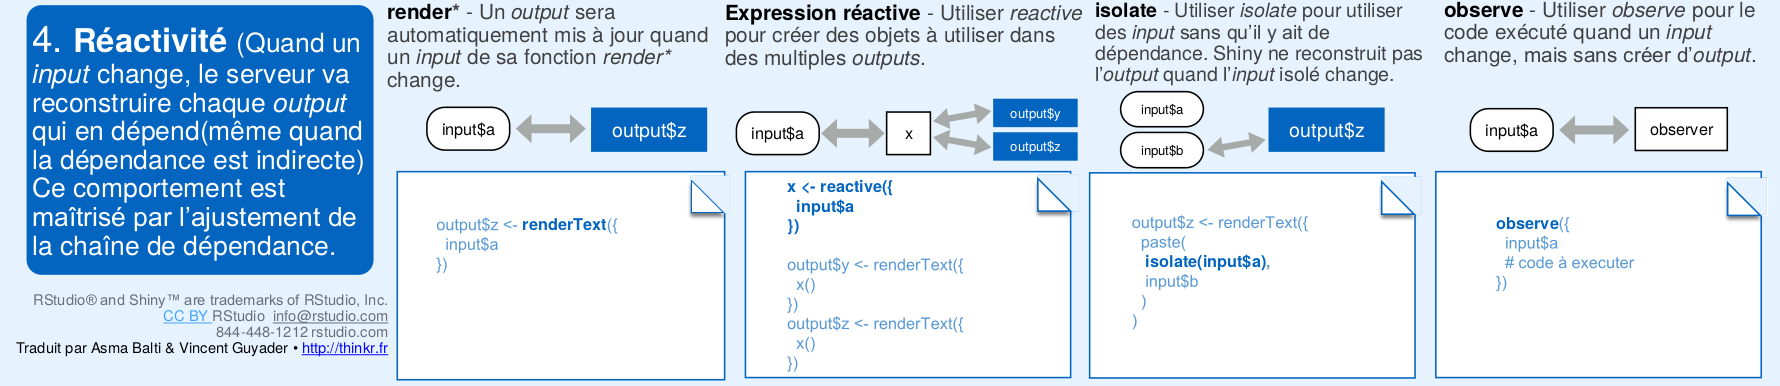 4. Réactivité (Quand un
input change, le serveur va
reconstruire chaque output
qui en dépend(même quand
la dépendance est indirecte)
Ce comportement est
maîtrisé par l’ajustement de
la chaîne de dépendance.
RStudio® and Shiny™ are trademarks of RStudio, Inc.
CC BY RStudio info@rstudio.com
844-448-1212 rstudio.com
Traduit par Asma Balti & Vincent Guyader • http://thinkr.fr
render* - Un output sera
automatiquement mis à jour quand
un input de sa fonction render*
change.
input$a
output$z
output$z <- renderText({
input$a
})
Expression réactive - Utiliser reactive
pour créer des objets à utiliser dans
des multiples outputs.
input$a
x
output$y
output$z
x <- reactive({
input$a
})
output$y <- renderText({
x()
})
output$z <- renderText({
x()
})
isolate - Utiliser isolate pour utiliser
des input sans qu’il y ait de
dépendance. Shiny ne reconstruit pas
l’output quand l’input isolé change.
input$a
input$b
output$z
output$z <- renderText({
paste(
isolate(input$a),
input$b
)
)
observe - Utiliser observe pour le
code exécuté quand un input
change, mais sans créer d’output.
input$a
observer
observe({
input$a
# code à executer
})